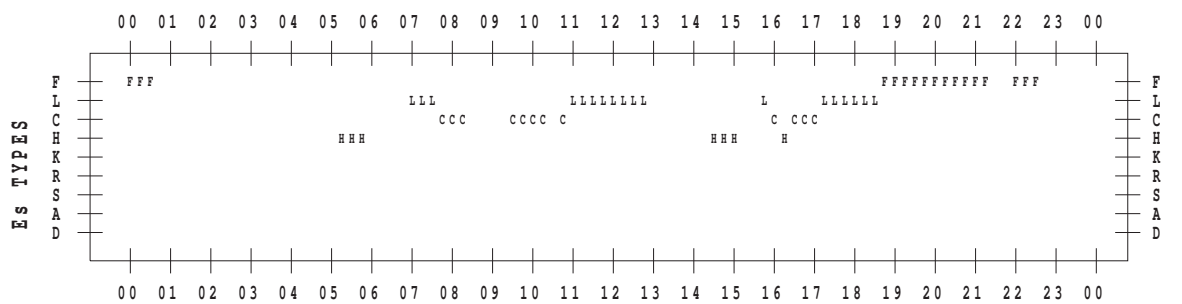 00 01 02 03 04 05 06 07 08 09 10 11 12 13 14 15 16 17 18 19 20 21 22 23 00
F FFF FFFFFFFFFFF FFF F
L LLL LLLLLLLL L LLLLLL L
C CCC CCCC C C CCC C
H HHH HHH H H
K K
R R
S S
A A
D D
Es TYPES
00 01 02 03 04 05 06 07 08 09 10 11 12 13 14 15 16 17 18 19 20 21 22 23 00